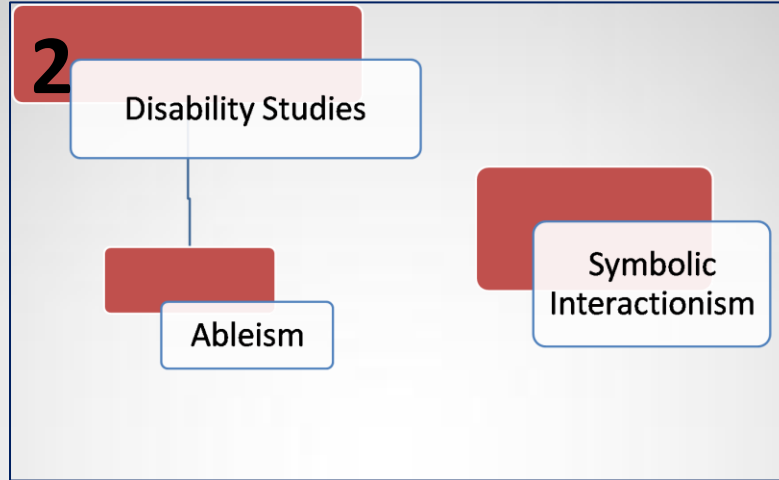 2
Disability Studies
Ableism
Symbolic
Interactionism